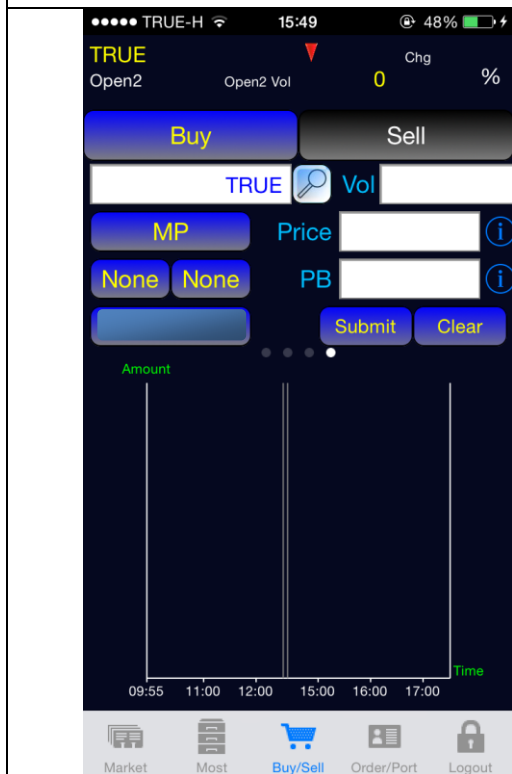 TRUE-H 15:49 48%
TRUE Chg
Open2 Open2 Vol 0 %
Buy Sell
TRUE Vol
MP Price
None None PB
Submit Clear
Amount
Time
09:55 11:00 12:00 15:00 16:00 17:00
Market Most Buy/Sell Order/Port Logout